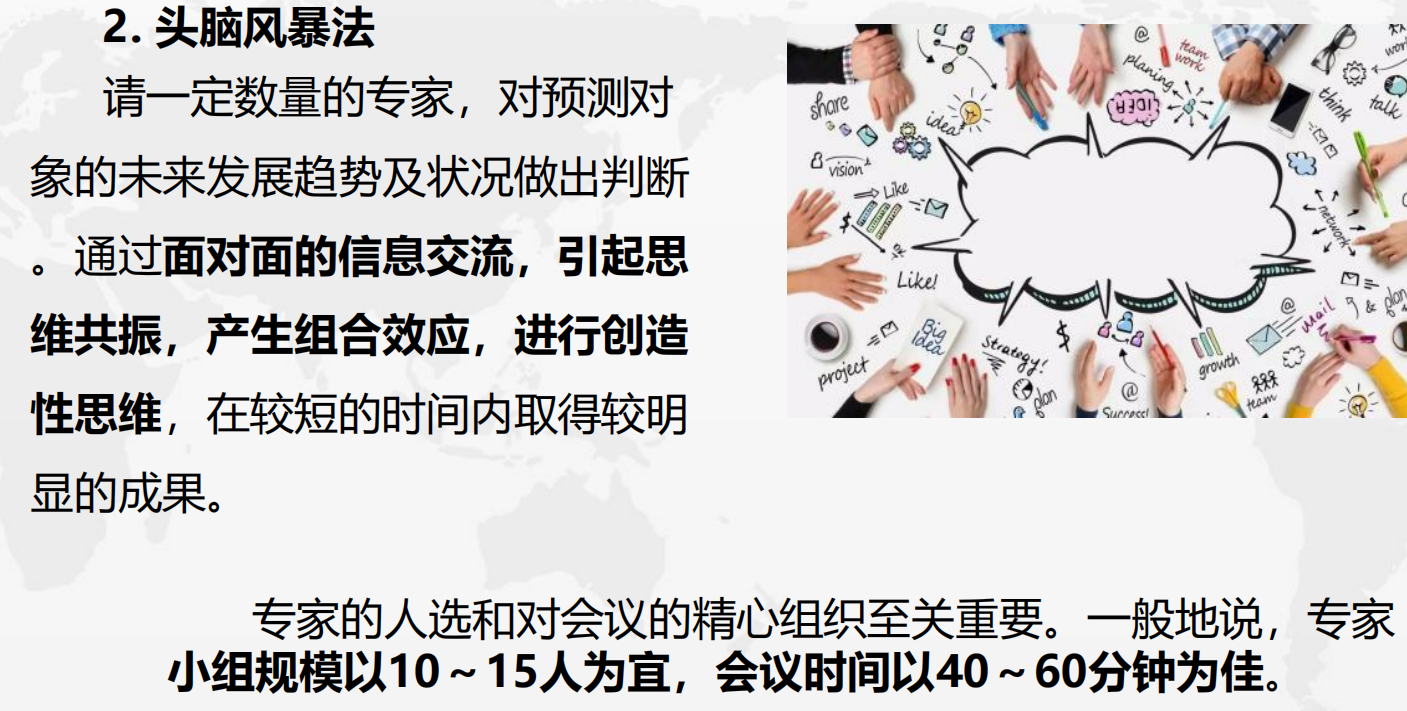 2. 头脑风暴法
请一定数量的专家，对预测对
象的未来发展趋势及状况做出判断
。通过面对面的信息交流，引起思
维共振，产生组合效应，进行创造
性思维，在较短的时间内取得较明
显的成果。
@
team
work
planing
share
idea
IDEA
think
talk
vision
Like
$
network
Like!
Big
Idea
Strategy!
$
@
mail
&
plan
project
growth
plan
@
Success!
team
专家的人选和对会议的精心组织至关重要。一般地说，专家
小组规模以10～15人为宜，会议时间以40～60分钟为佳。